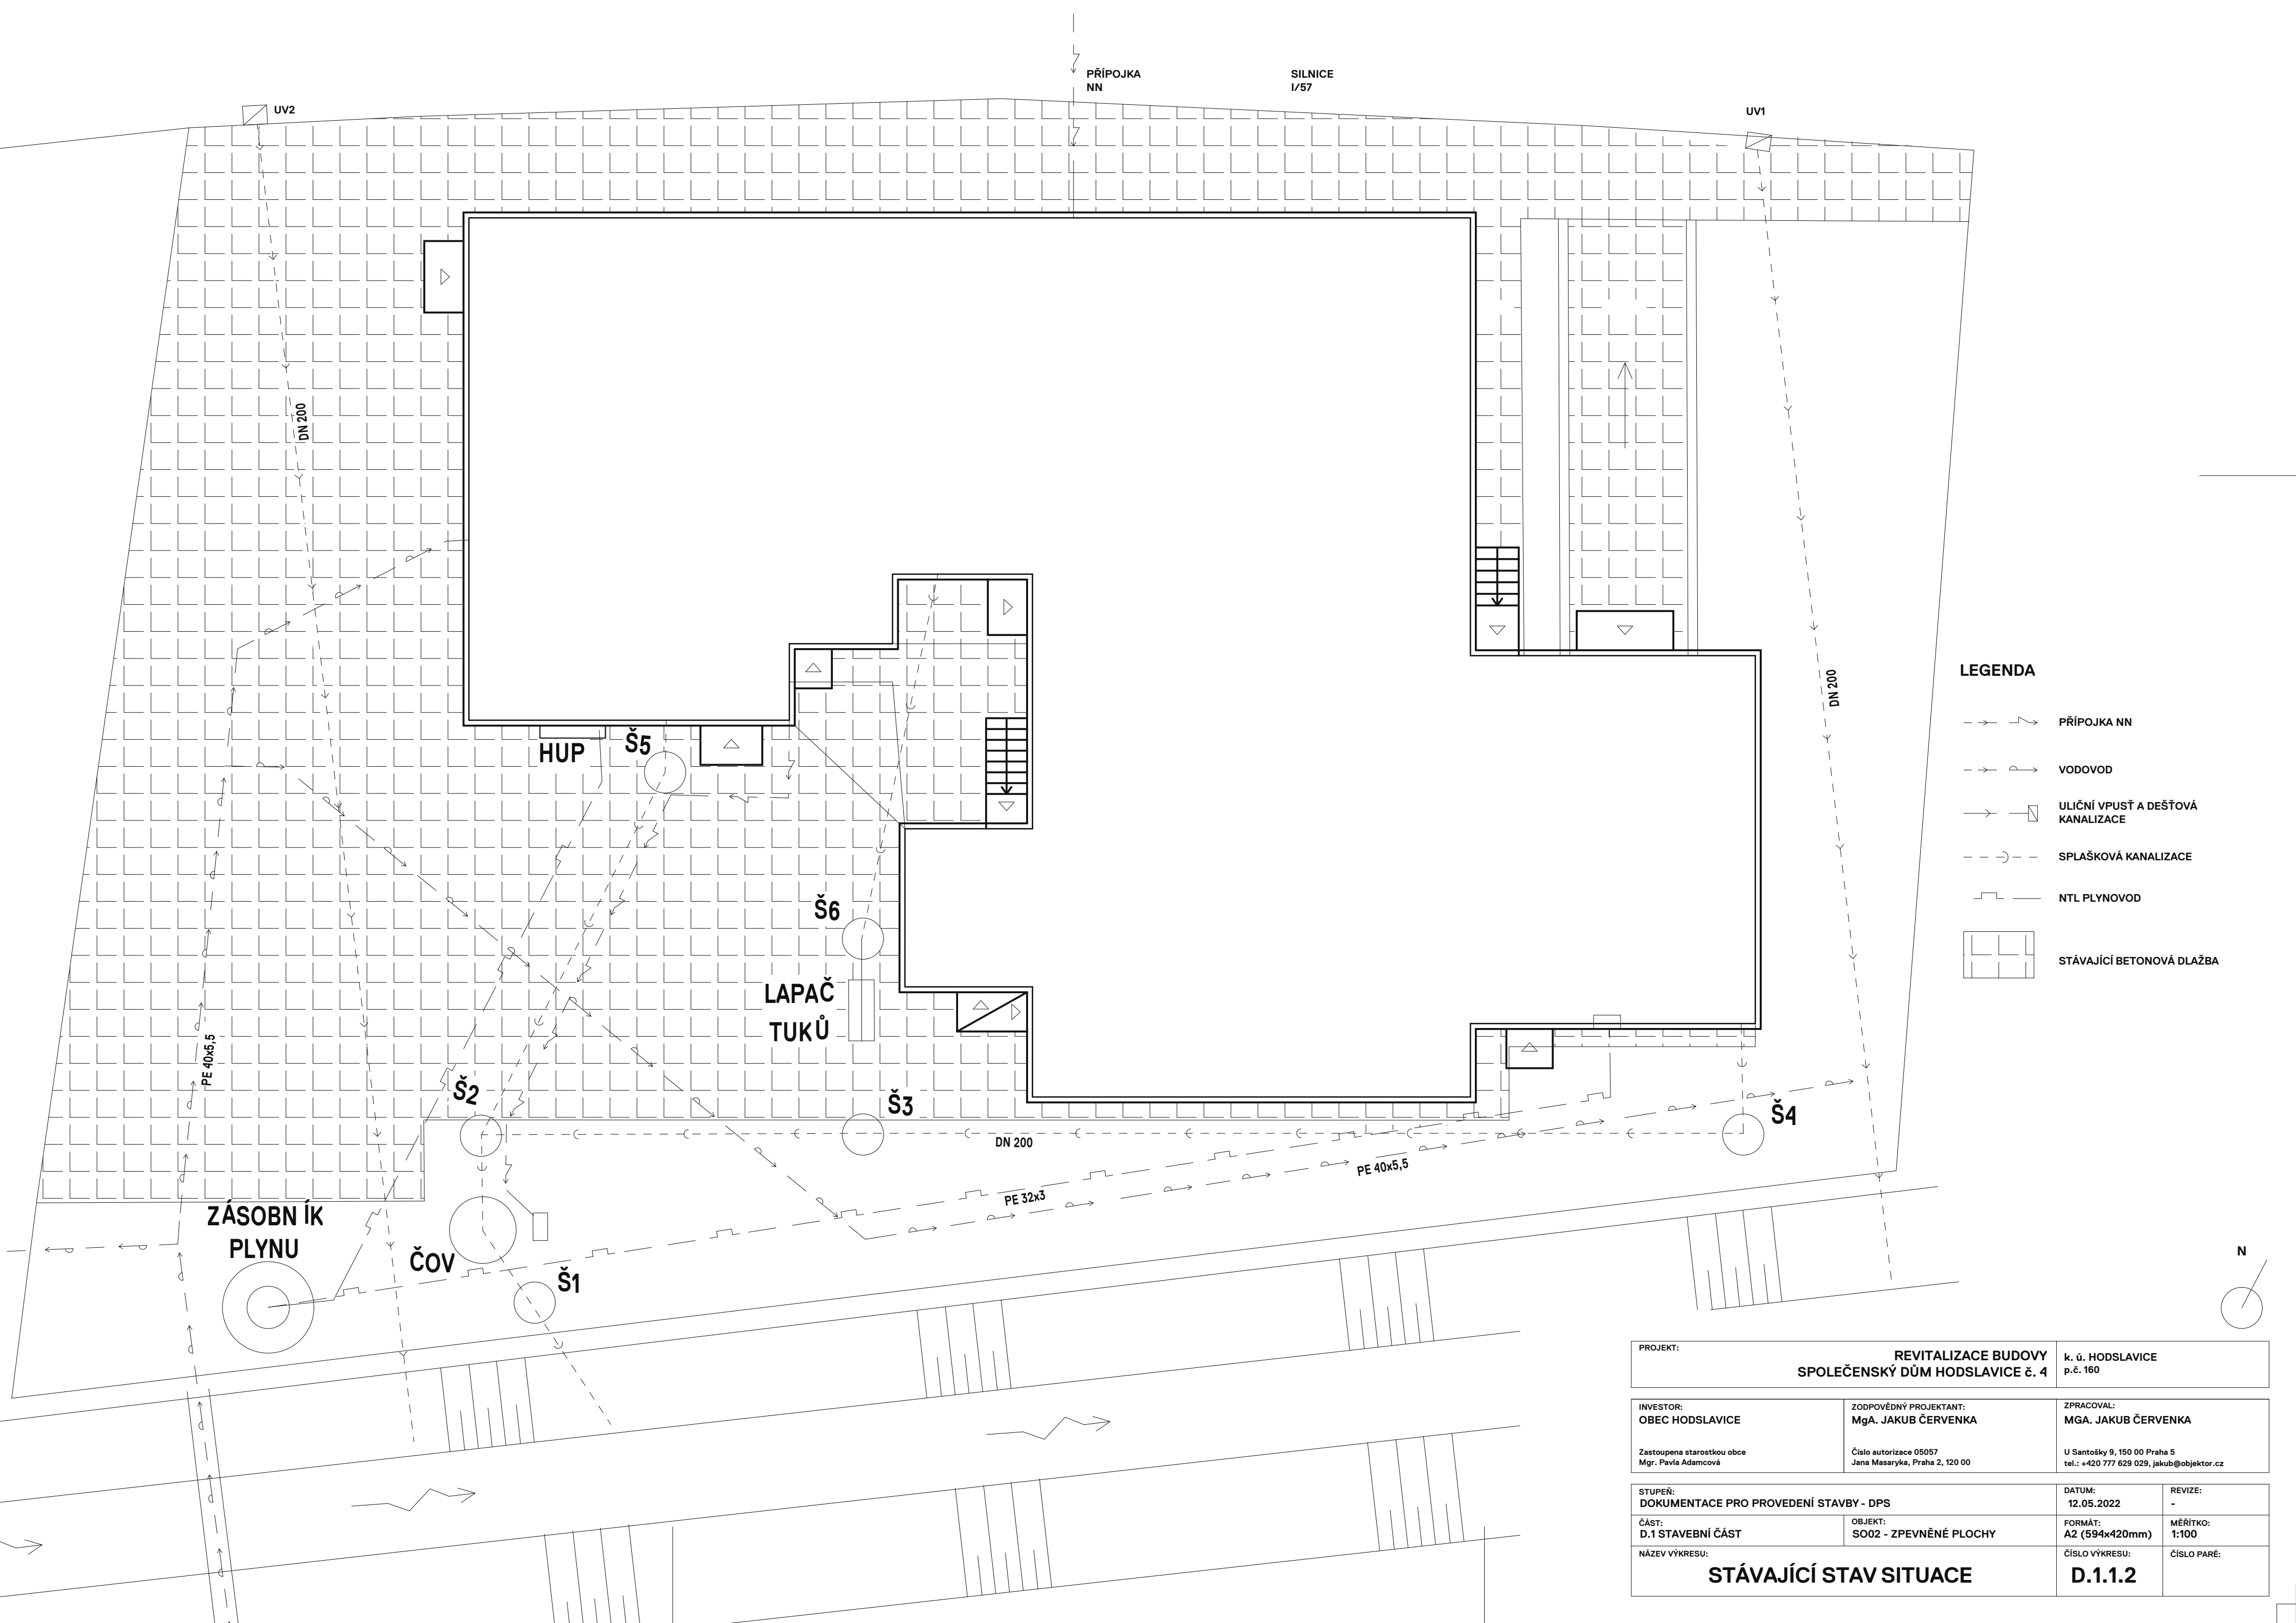 PŘÍPOJKA
NN
SILNICE
I/57
UV2
UV1
DN 200
DN 200
HUP
Š5
Š6
LAPAČ
TUKŮ
PE 40x5,5
Š2
Š3
Š4
DN 200
PE 40x5,5
PE 32x3
ZÁSOBN ÍK
PLYNU
ČOV
Š1
LEGENDA
PŘÍPOJKA NN
VODOVOD
ULIČNÍ VPUSŤ A DEŠŤOVÁ
KANALIZACE
SPLAŠKOVÁ KANALIZACE
NTL PLYNOVOD
STÁVAJÍCÍ BETONOVÁ DLAŽBA
N
PROJEKT:
REVITALIZACE BUDOVY
SPOLEČENSKÝ DŮM HODSLAVICE č. 4
k. ú. HODSLAVICE
p.č. 160
INVESTOR:
OBEC HODSLAVICE
Zastoupena starostkou obce
Mgr. Pavla Adamcová
ZODPOVĚDNÝ PROJEKTANT:
MgA. JAKUB ČERVENKA
Číslo autorizace 05057
Jana Masaryka, Praha 2, 120 00
ZPRACOVAL:
MGA. JAKUB ČERVENKA
U Santošky 9, 150 00 Praha 5
tel.: +420 777 629 029, jakub@objektor.cz
STUPEŇ:
DOKUMENTACE PRO PROVEDENÍ STAVBY - DPS
DATUM:
12.05.2022
REVIZE:
-
ČÁST:
D.1 STAVEBNÍ ČÁST
OBJEKT:
SO02 - ZPEVNĚNÉ PLOCHY
FORMÁT:
A2 (594x420mm)
MĚŘÍTKO:
1:100
NÁZEV VÝKRESU:
STÁVAJÍCÍ STAV SITUACE
ČÍSLO VÝKRESU:
D.1.1.2
ČÍSLO PARÉ: